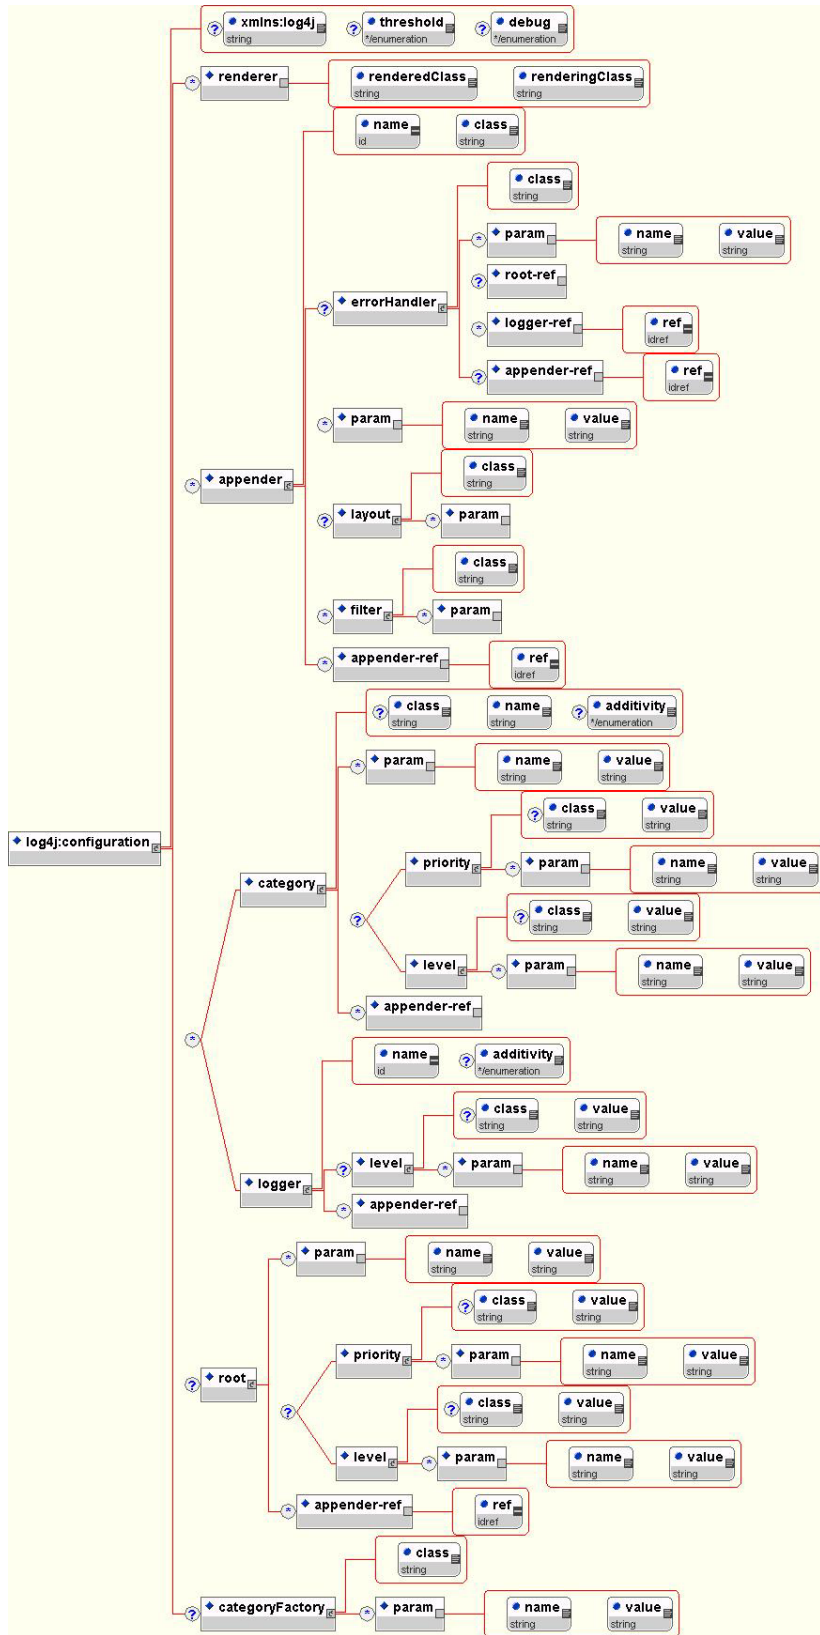 ? xmlns:log4j ? threshold ? debug
string */enumeration */enumeration
* renderer renderedClass renderingClass
string string
name class
id string
class
string
* param name value
string string
? root-ref
? errorHandler
* logger-ref ref
idref
? appender-ref ref
idref
* param name value
string string
class
string
* appender
? layout * param
class
string
* filter * param
* appender-ref ref
idref
? class name ? additivity
string string */enumeration
* param name value
string string
? class value
string string
log4j:configuration
priority * param name value
string string
category
?
? class value
string string
level * param name value
string string
* appender-ref
*
name ? additivity
id */enumeration
? class value
string string
? level * param name value
string string
logger
* appender-ref
* param name value
string string
? class value
string string
priority * param name value
string string
? root
?
? class value
string string
level * param name value
string string
* appender-ref ref
idref
class
string
? categoryFactory * param name value
string string